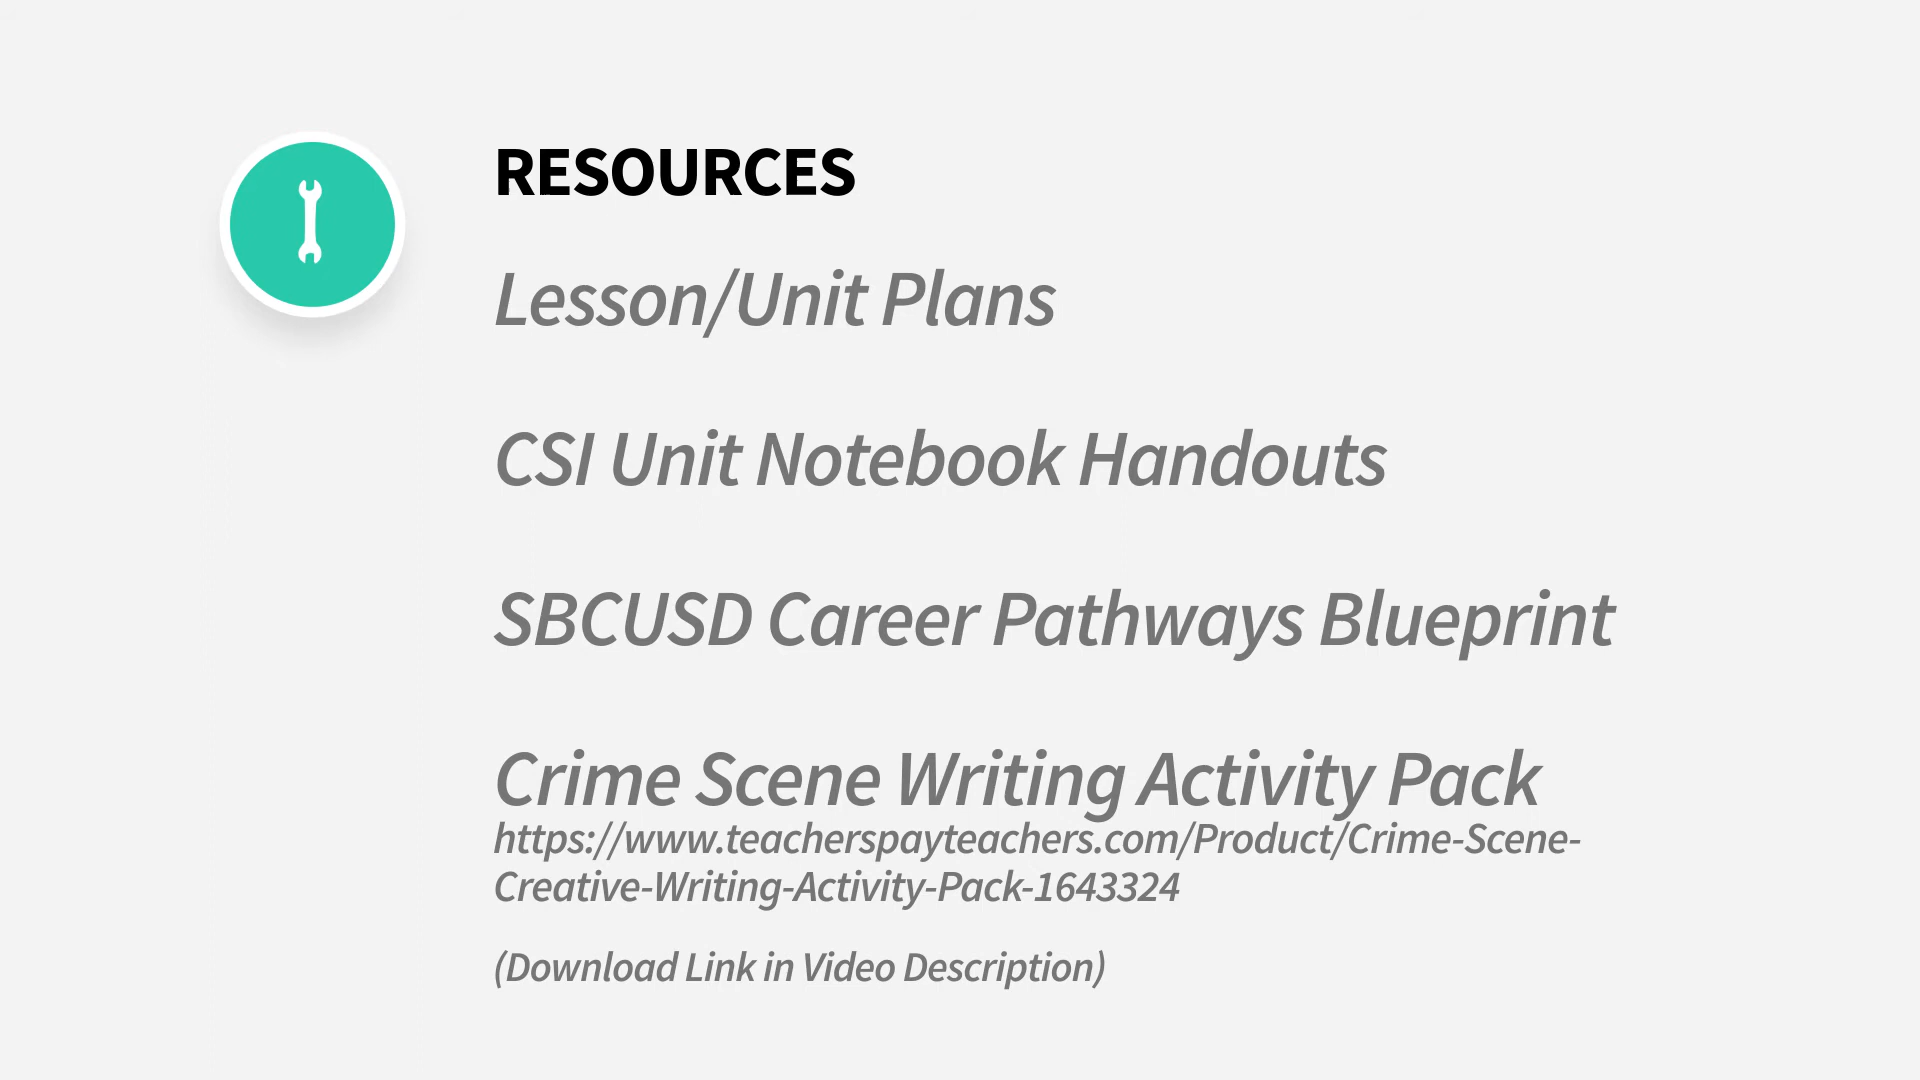 RESOURCES
Lesson/Unit Plans
CSI Unit Notebook Handouts
SBCUSD Career Pathways Blueprint
Crime Scene Writing Activity Pack
https://www.teacherspayteachers.com/Product/Crime-Scene-
Creative-Writing-Activity-Pack-1643324
(Download Link in Video Description)